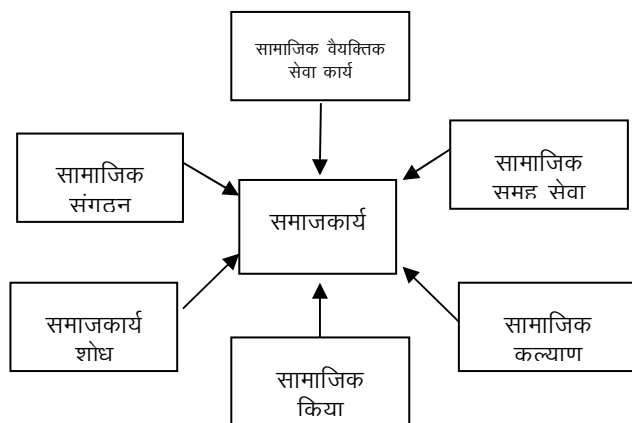 सामाजिक वैयक्तिक
सेवा कार्य
सामाजिक
संगठन
सामाजिक
समूह सेवा
समाजकार्य
समाजकार्य
शोध
सामाजिक
कल्याण
सामाजिक
किया